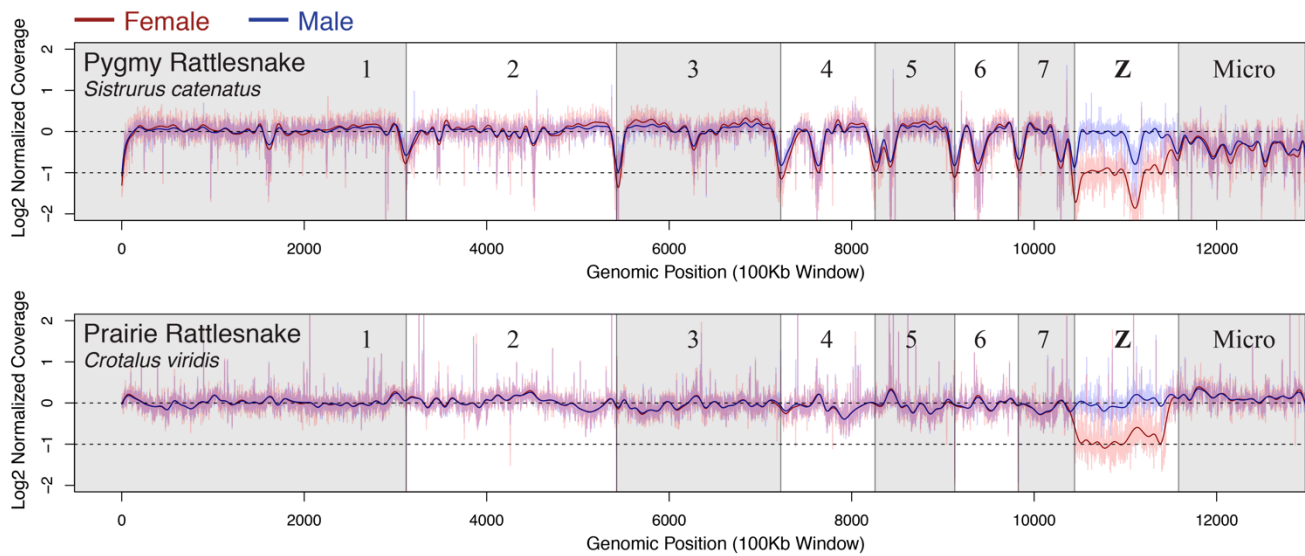 Female Male
Log2 Normalized Coverage
2
1
0
-1
-2
Pygmy Rattlesnake
Sistrurus catenatus
1 2 3 4 5 6 7 Z Micro
0 2000 4000 6000 8000 10000 12000
Genomic Position (100Kb Window)
Log2 Normalized Coverage
2
1
0
-1
-2
Prairie Rattlesnake
Crotalus viridis
1 2 3 4 5 6 7 Z Micro
0 2000 4000 6000 8000 10000 12000
Genomic Position (100Kb Window)